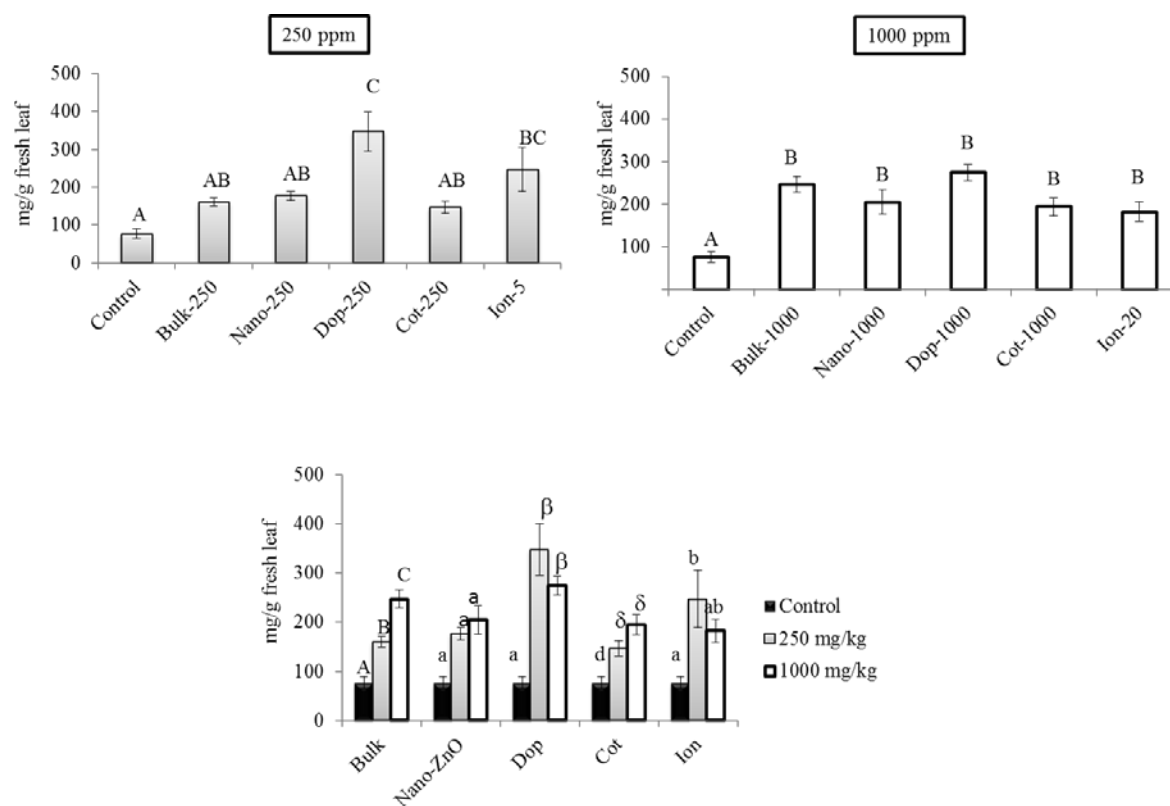 250 ppm
mg/g fresh leaf
500
400
300
200
100
0
A
AB
AB
C
AB
BC
Control
Bulk-250
Nano-250
Dop-250
Cot-250
Ion-5
1000 ppm
mg/g fresh leaf
500
400
300
200
100
A
B
B
B
B
B
Control
Bulk-1000
Nano-1000
Dop-1000
Cot-1000
Ion-20
mg/g fresh leaf
500
400
300
200
100
0
A
B
C
a
a
a
a
β
β
d
δ
δ
a
b
ab
Bulk
Nano-ZnO
Dop
Cot
Ion
Control
250 mg/kg
1000 mg/kg